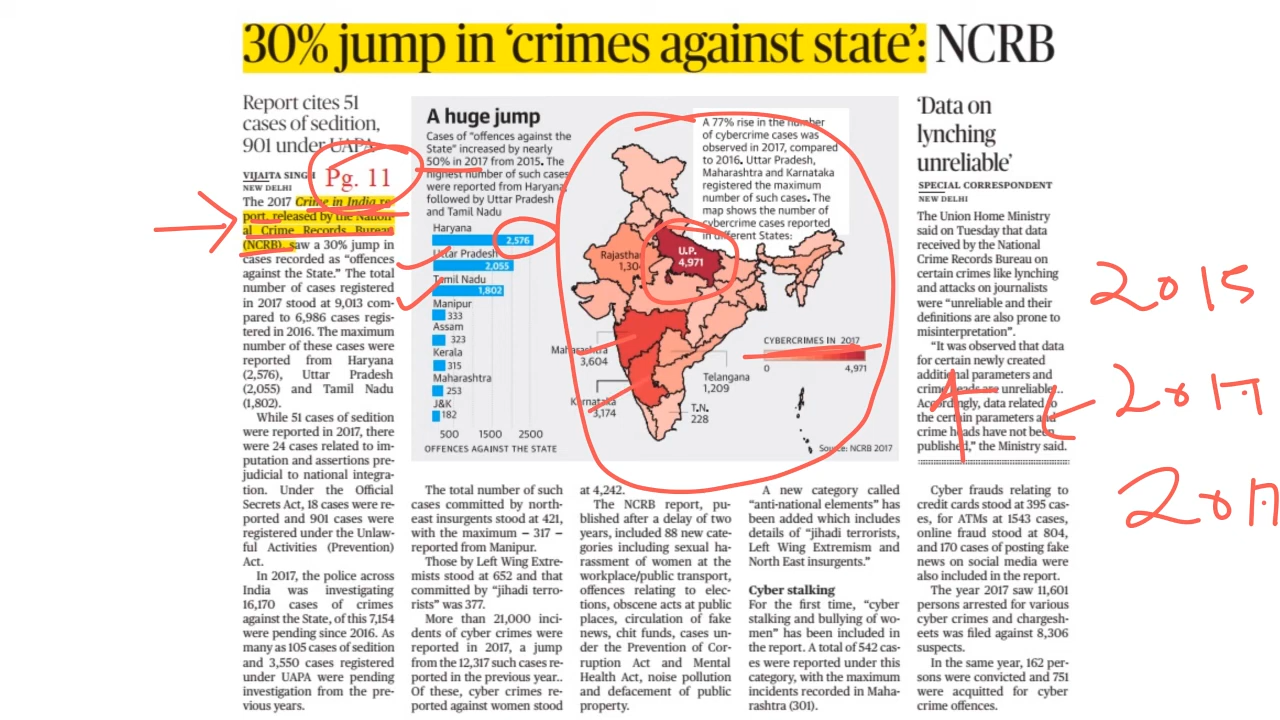 30% jump in ‘crimes against state’: NCRB
Report cites 51
cases of sedition,
901 under UAPA
VIJAITA SINGH
NEW DELHI
Pg. 11
The 2017 Crime in India re-
port, released by the Nation-
al Crime Records Bureau
(NCRB), saw a 30% jump in
cases recorded as “offences
against the State.” The total
number of cases registered
in 2017 stood at 9,013 com-
pared to 6,986 cases regis-
tered in 2016. The maximum
number of these cases were
reported from Haryana
(2,576), Uttar Pradesh
(2,055) and Tamil Nadu
(1,802).
While 51 cases of sedition
were reported in 2017, there
were 24 cases related to im-
putation and assertions pre-
judicial to national integra-
tion. Under the Official
Secrets Act, 18 cases were re-
ported and 901 cases were
registered under the Unlaw-
ful Activities (Prevention)
Act.
In 2017, the police across
India was investigating
16,170 cases of crimes
against the State, of this 7,154
were pending since 2016. As
many as 105 cases of sedition
and 3,550 cases registered
under UAPA were pending
investigation from the pre-
vious years.
A huge jump
Cases of “offences against the
State” increased by nearly
50% in 2017 from 2015. The
highest number of such cases
were reported from Haryana,
followed by Uttar Pradesh
and Tamil Nadu
Haryana
2,576
Uttar Pradesh
2,055
Tamil Nadu
1,802
Manipur
333
Assam
323
Kerala
315
Maharashtra
253
J&K
182
500 1500 2500
OFFENCES AGAINST THE STATE
A 77% rise in the number
of cybercrime cases was
observed in 2017, compared
to 2016. Uttar Pradesh,
Maharashtra and Karnataka
registered the maximum
number of such cases. The
map shows the number of
cybercrime cases reported
in different States:
Rajasthan
1,304
U.P.
4,971
Maharashtra
3,604
Karnataka
3,174
Telangana
1,209
T.N.
228
CYBERCRIMES IN 2017
0 4,971
Source: NCRB 2017
The total number of such
cases committed by north-
east insurgents stood at 421,
with the maximum – 317 –
reported from Manipur.
Those by Left Wing Extre-
mists stood at 652 and that
committed by “jihadi terro-
rists” was 377.
More than 21,000 inci-
dents of cyber crimes were
reported in 2017, a jump
from the 12,317 such cases re-
ported in the previous year..
Of these, cyber crimes re-
ported against women stood
at 4,242.
The NCRB report, pu-
blished after a delay of two
years, included 88 new cate-
gories including sexual ha-
rassment of women at the
workplace/public transport,
offences relating to elec-
tions, obscene acts at public
places, circulation of fake
news, chit funds, cases un-
der the Prevention of Cor-
ruption Act and Mental
Health Act, noise pollution
and defacement of public
property.
A new category called
“anti-national elements” has
been added which includes
details of “jihadi terrorists,
Left Wing Extremism and
North East insurgents.”
Cyber stalking
For the first time, “cyber
stalking and bullying of wo-
men” has been included in
the report. A total of 542 cas-
es were reported under this
category, with the maximum
incidents recorded in Maha-
rashtra (301).
‘Data on
lynching
unreliable’
SPECIAL CORRESPONDENT
NEW DELHI
The Union Home Ministry
said on Tuesday that data
received by the National
Crime Records Bureau on
certain crimes like lynching
and attacks on journalists
were “unreliable and their
definitions are also prone to
misinterpretation”.
“It was observed that data
for certain newly created
additional parameters and
crime heads are unreliable...
Accordingly, data related to
the certain parameters and
crime heads have not been
published,” the Ministry said.
Cyber frauds relating to
credit cards stood at 395 cas-
es, for ATMs at 1543 cases,
online fraud stood at 804,
and 170 cases of posting fake
news on social media were
also included in the report.
The year 2017 saw 11,601
persons arrested for various
cyber crimes and chargesh-
eets was filed against 8,306
suspects.
In the same year, 162 per-
sons were convicted and 751
were acquitted for cyber
crime offences.
2015
2017
2017